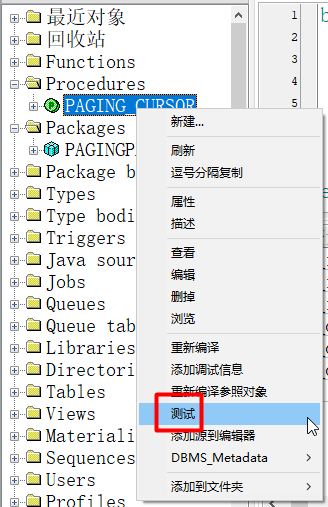 最近对象
回收站
Functions
Procedures
PAGING_CURSOR
Packages
PAGINGP
Package b
Types
Type bodi
Triggers
Java sour
Jobs
Queues
Queue tab
Libraries
Directori
Tables
Views
Materiali
Sequences
Users
Profiles
新建...
刷新
逗号分隔复制
属性
描述
查看
编辑
删掉
浏览
重新编译
添加调试信息
重新编译参照对象
测试
添加源到编辑器
DBMS_Metadata
添加到文件夹
1
2
3
4
5